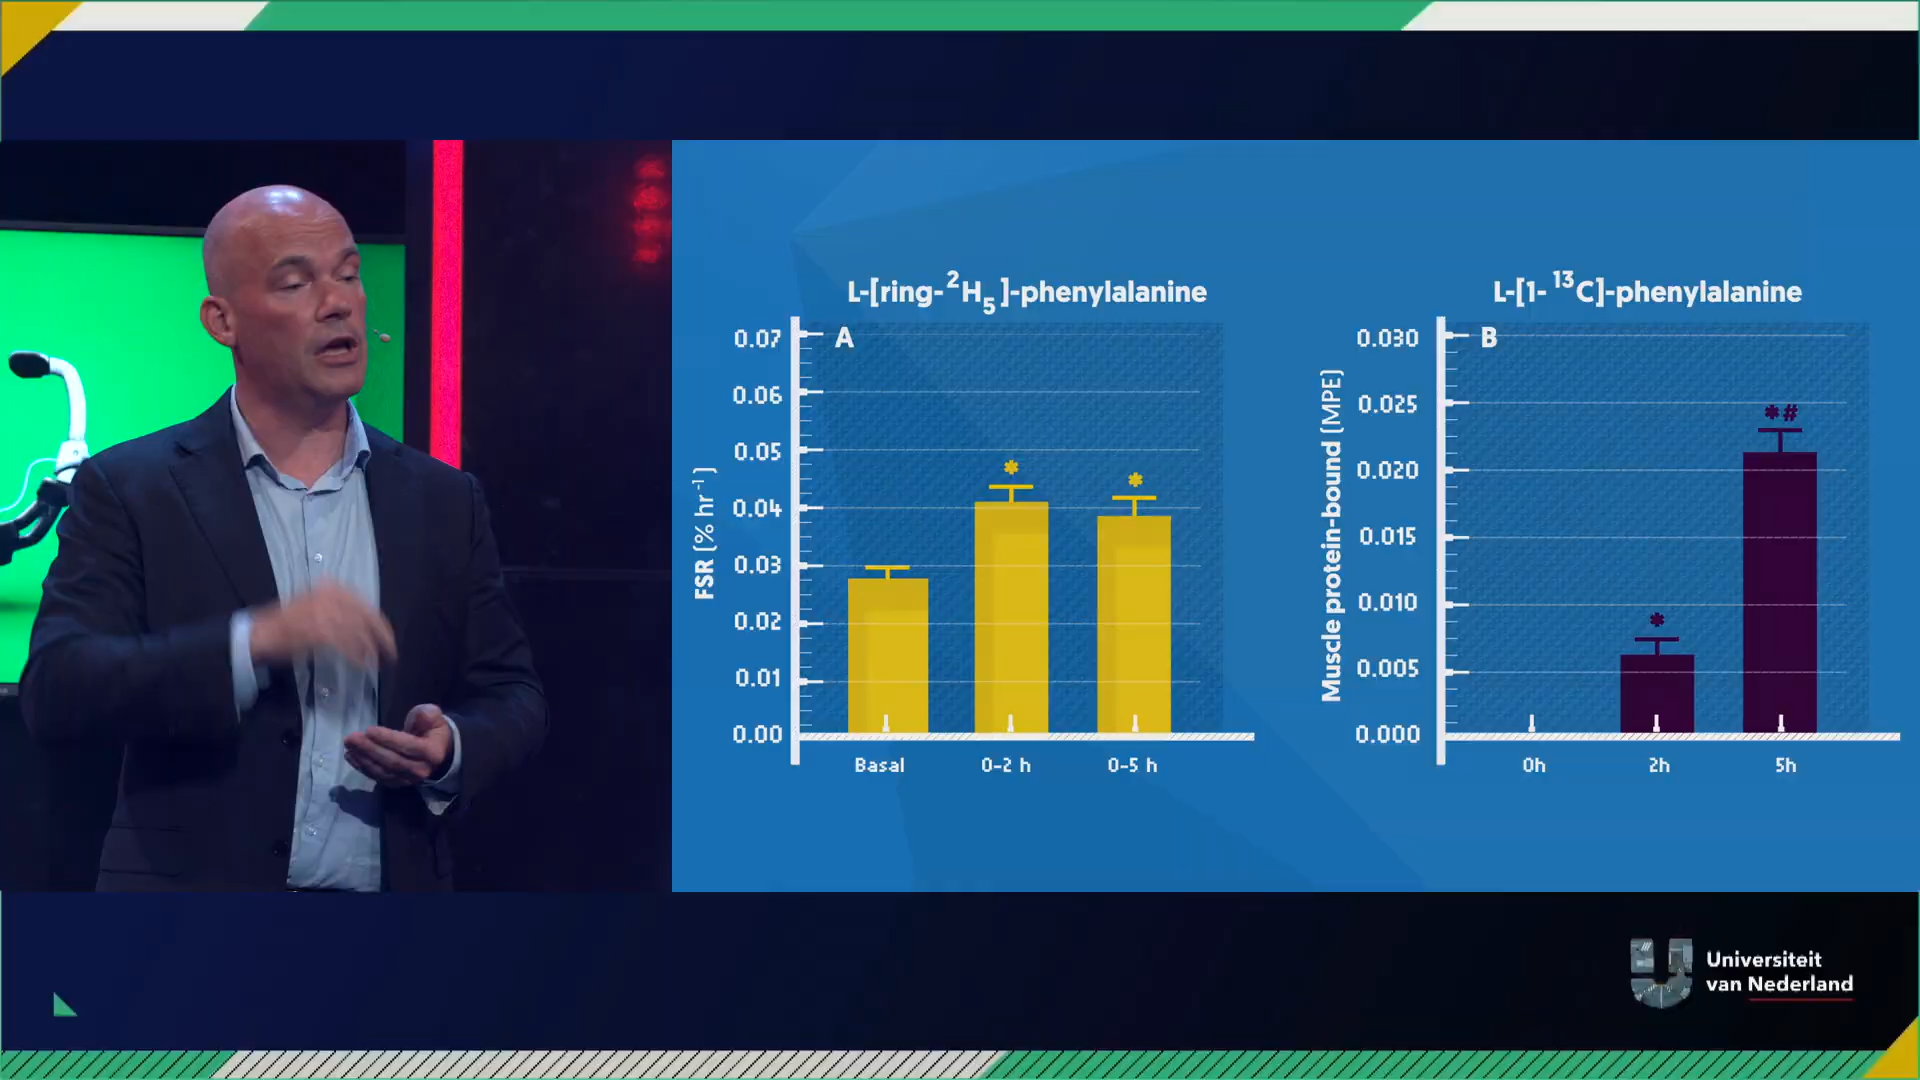 L-[ring-²H₅]-phenylalanine
A
FSR (% hr⁻¹)
0.07
0.06
0.05
0.04
0.03
0.02
0.01
0.00
*
*
Basal
0-2 h
0-5 h
L-[1-¹³C]-phenylalanine
B
Muscle protein-bound (MPE)
0.030
0.025
0.020
0.015
0.010
0.005
0.000
*
*#
0h
2h
5h
Universiteit
van Nederland